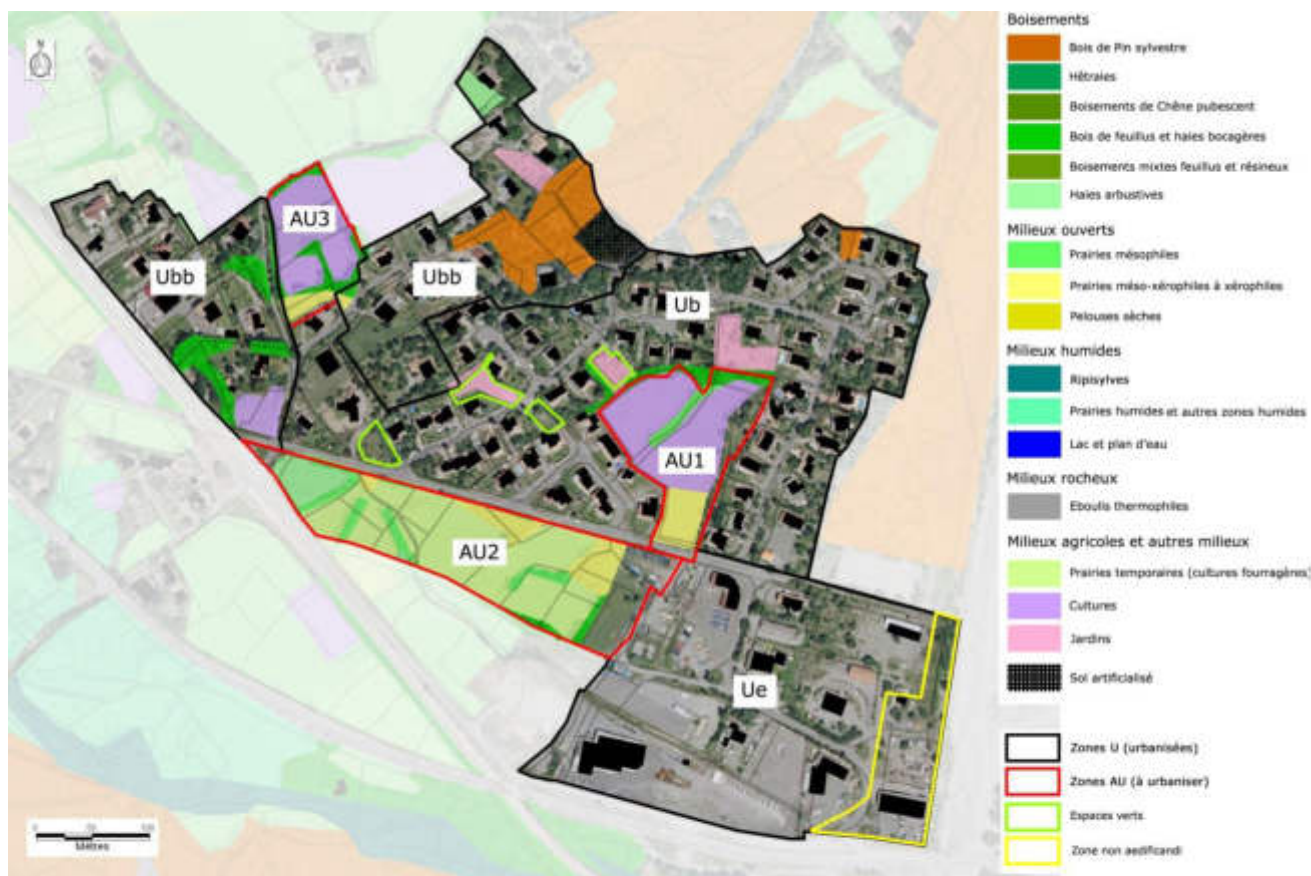 N
AU3
Ubb
Ubb
Ub
AU1
AU2
Ue
Mètres
Boisements
Bois de Pin sylvestre
Hêtraies
Boisements de Chêne pubescent
Bois de feuillus et haies bocagères
Boisements mixtes feuillus et résineux
Haies arbustives
Milieux ouverts
Prairies mésophiles
Prairies méso-xérophiles à xérophiles
Pelouses sèches
Milieux humides
Ripisylves
Prairies humides et autres zones humides
Lac et plan d'eau
Milieux rocheux
Eboulis thermophiles
Milieux agricoles et autres milieux
Prairies temporaires (cultures fourragères)
Cultures
Jardins
Sol artificialisé
Zones U (urbanisées)
Zones AU (à urbaniser)
Espaces verts
Zone non aedificandi